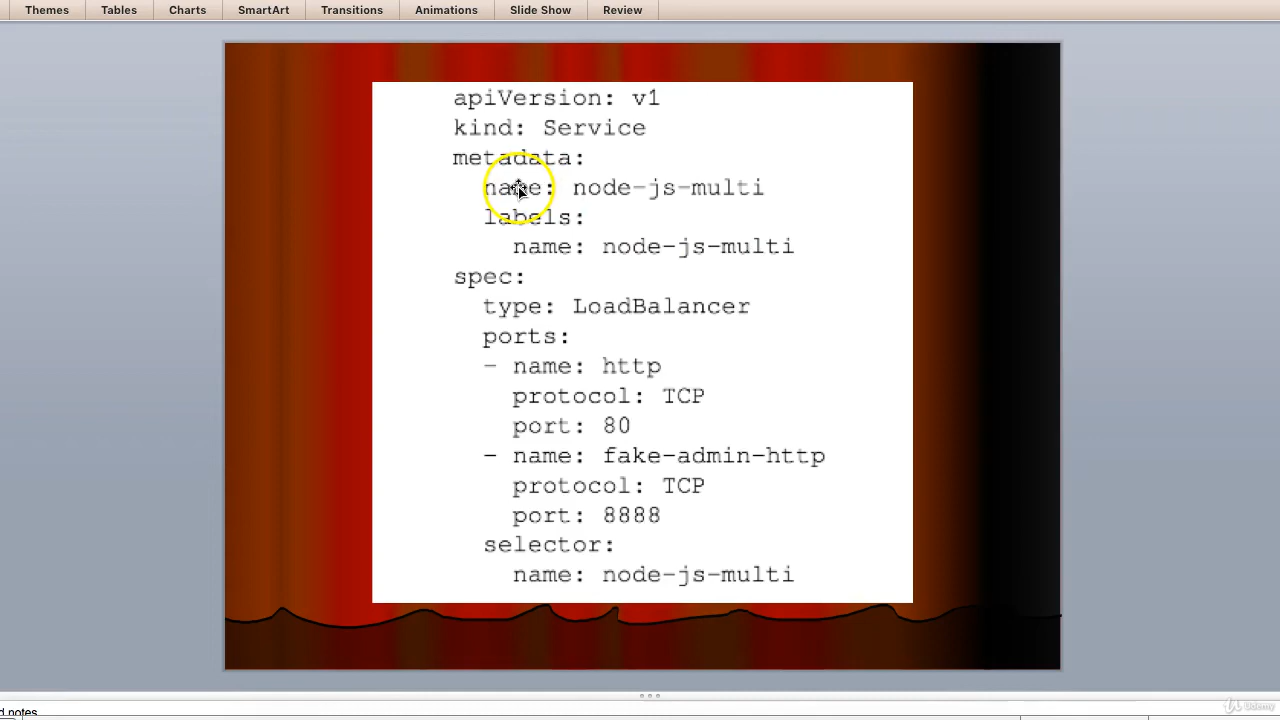 Themes Tables Charts SmartArt Transitions Animations Slide Show Review
apiVersion: v1
kind: Service
metadata:
  name: node-js-multi
  labels:
    name: node-js-multi
spec:
  type: LoadBalancer
  ports:
  - name: http
    protocol: TCP
    port: 80
  - name: fake-admin-http
    protocol: TCP
    port: 8888
  selector:
    name: node-js-multi
notes
Udemy